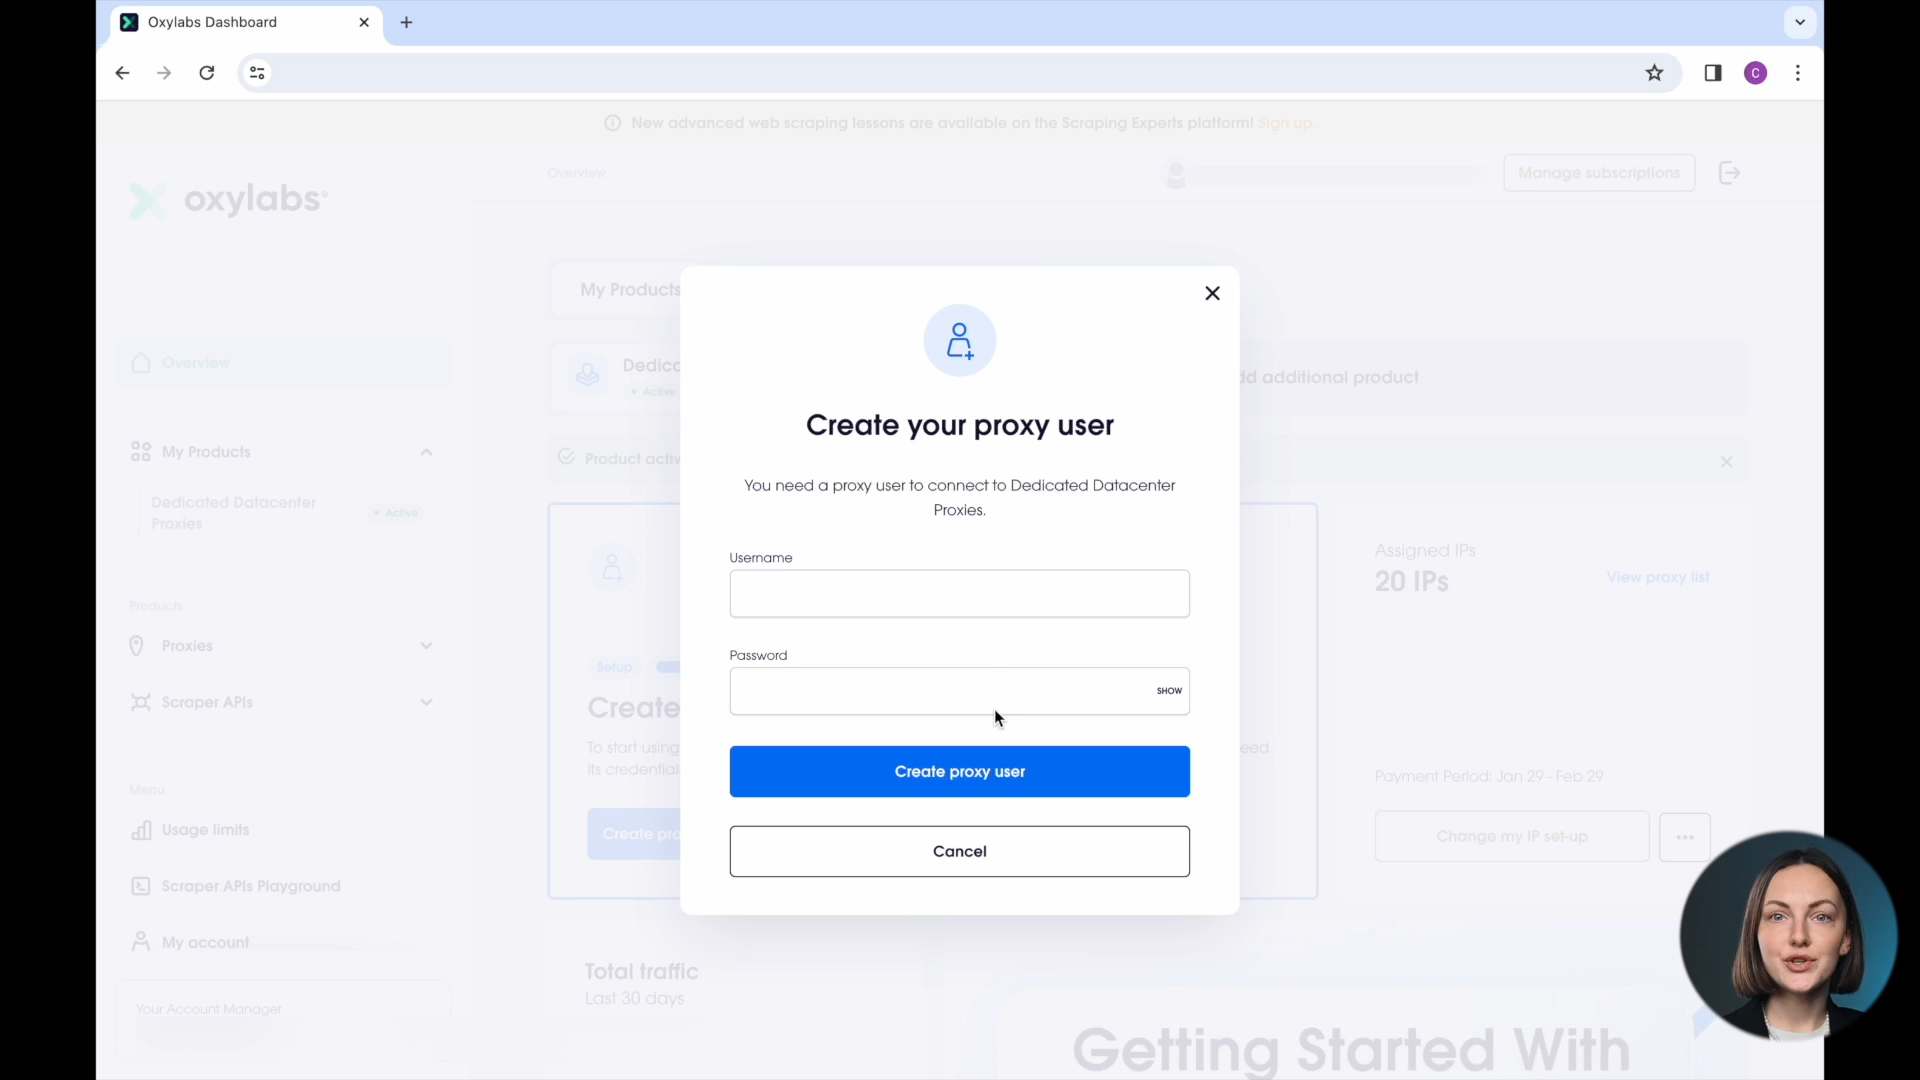 Oxylabs Dashboard
C
New advanced web scraping lessons are available on the Scraping Experts platform! Sign up.
oxylabs®
Overview
Manage subscriptions
Overview
My Products
Dedicated Datacenter
Proxies
Active
Products
Proxies
Scraper APIs
Menu
Usage limits
Scraper APIs Playground
My account
Your Account Manager
My Products
Dedic
Active
dd additional product
Product activ
Setup
Create
To start using
its credential
eed
Create pro
Assigned IPs
20 IPs
View proxy list
Payment Period: Jan 29 - Feb 29
Change my IP set-up
Total traffic
Last 30 days
Getting Started With
Create your proxy user
You need a proxy user to connect to Dedicated Datacenter
Proxies.
Username
Password
SHOW
Create proxy user
Cancel